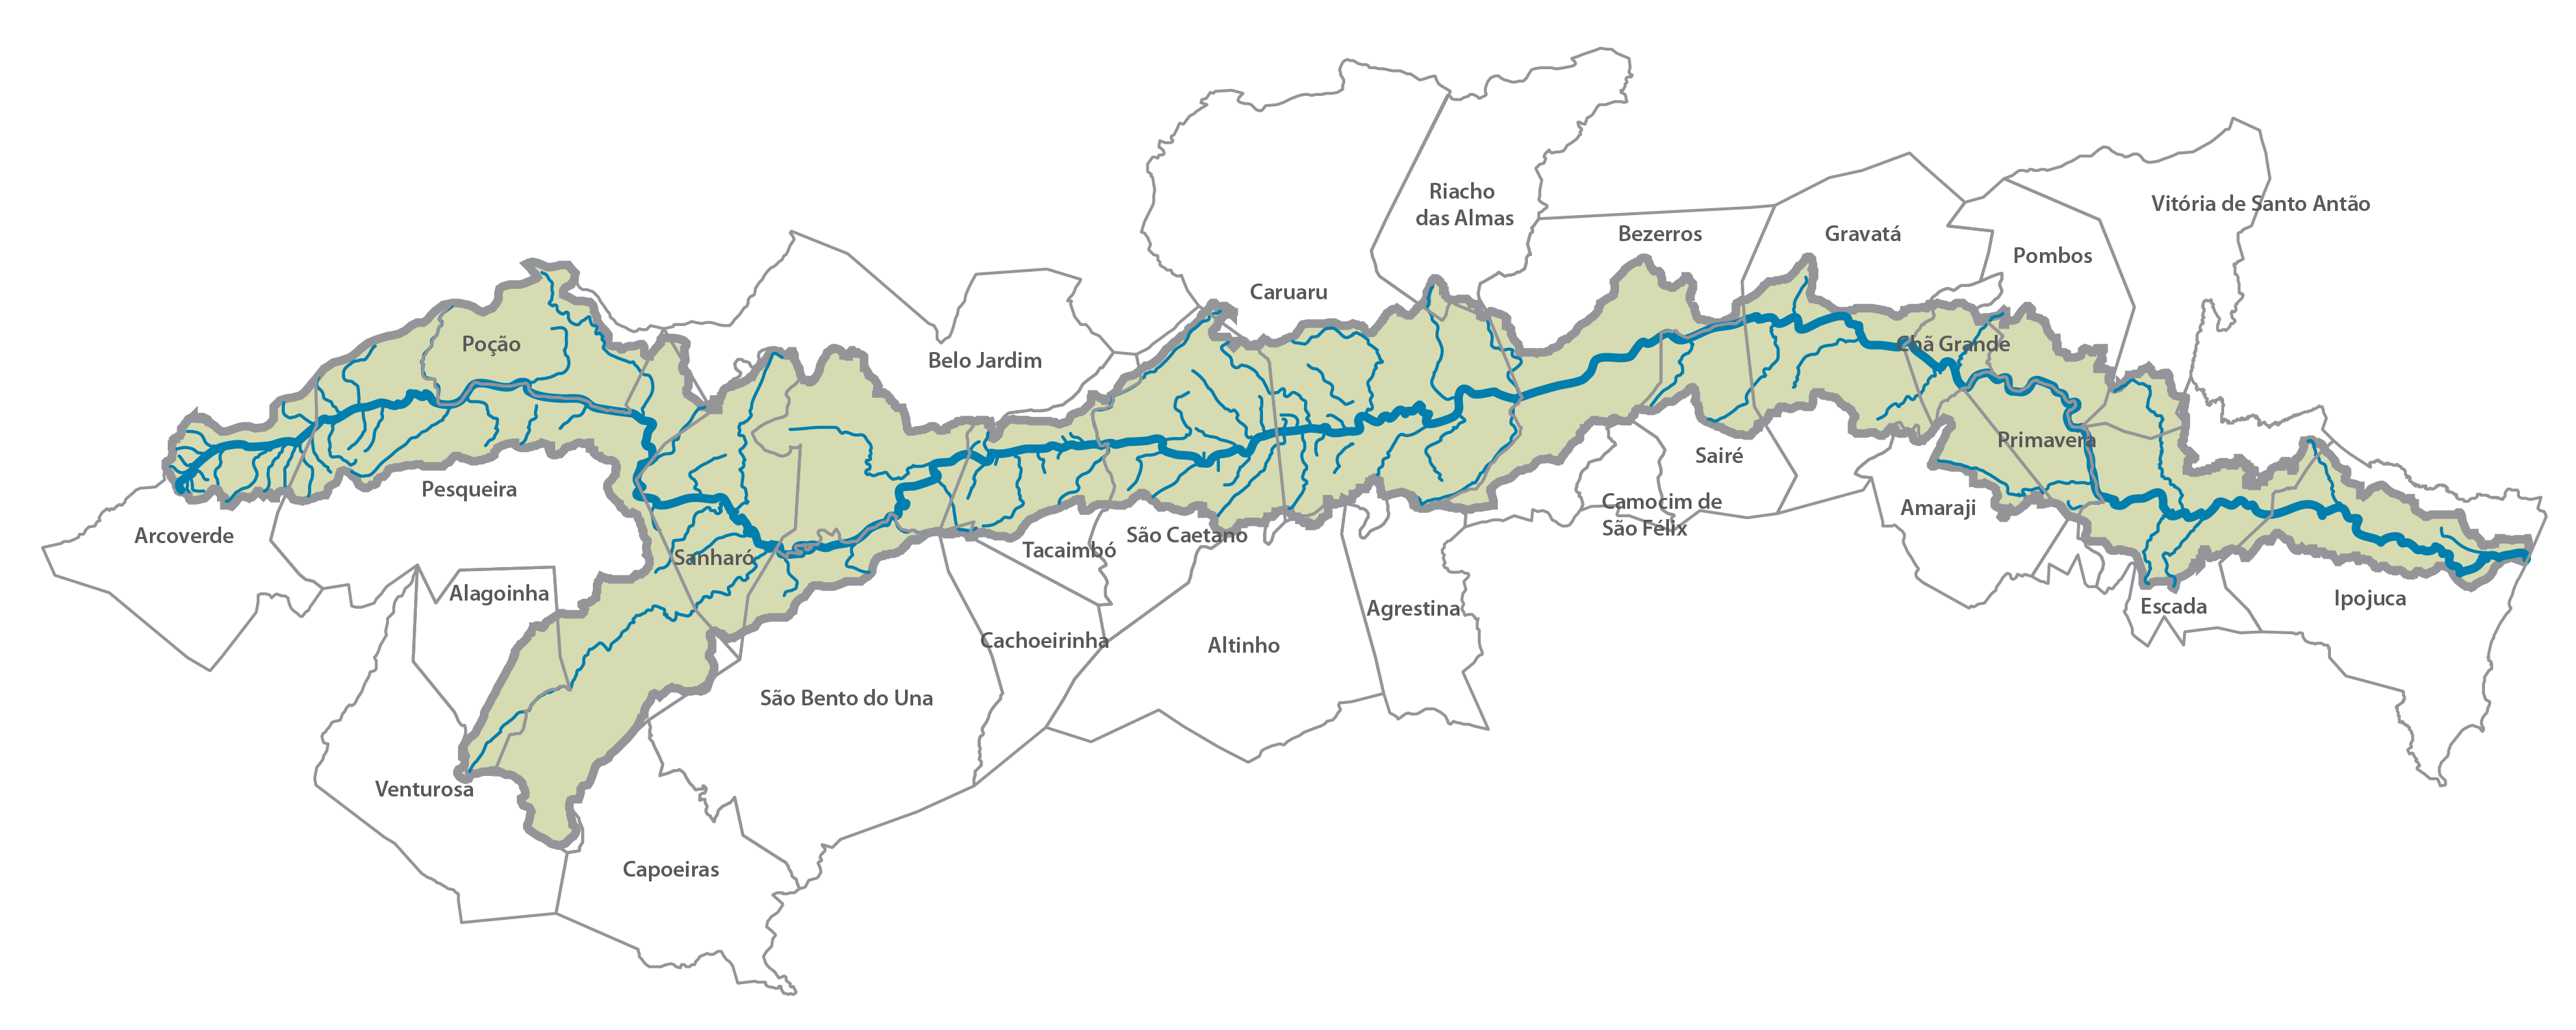 Riacho
das Almas
Vitória de Santo Antão
Bezerros
Gravatá
Pombos
Caruaru
Poção
Belo Jardim
Chã Grande
Primavera
Sairé
Pesqueira
Camocim de
São Félix
Amaraji
Arcoverde
São Caetano
Tacaimbó
Sanharó
Alagoinha
Ipojuca
Escada
Agrestina
Cachoeirinha
Altinho
São Bento do Una
Venturosa
Capoeiras